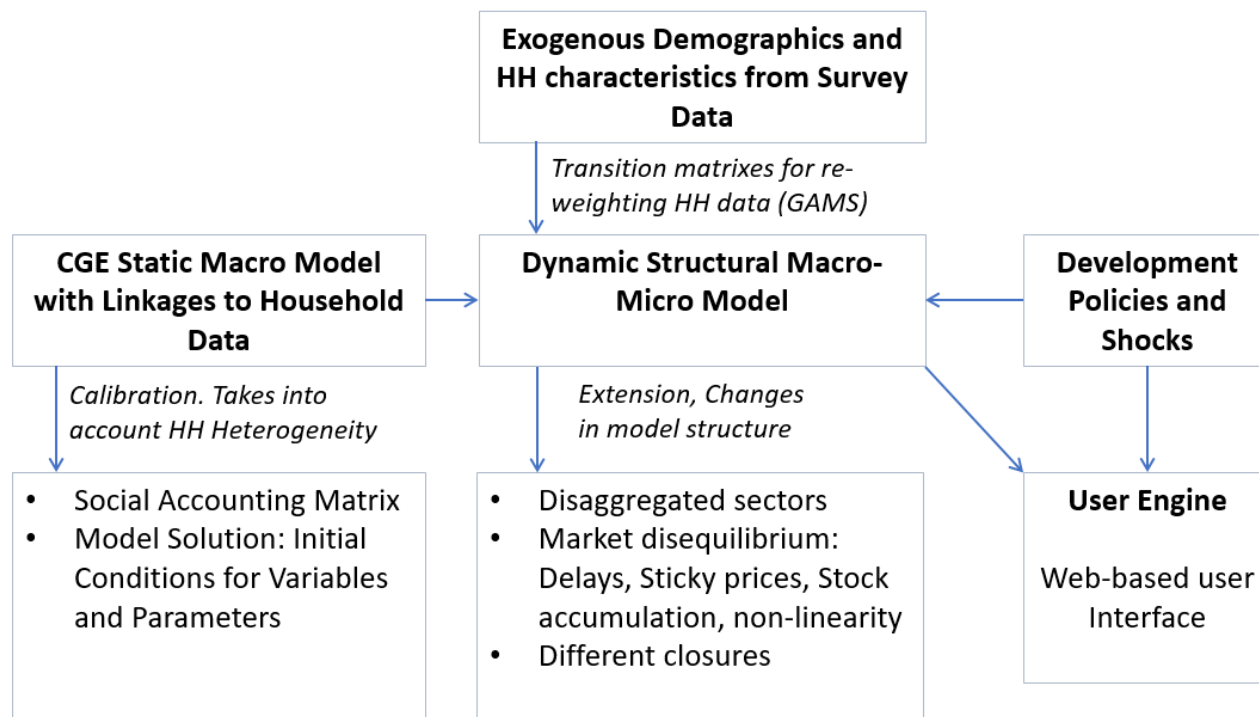 Exogenous Demographics and
HH characteristics from Survey
Data
Transition matrixes for re-
weighting HH data (GAMS)
CGE Static Macro Model
with Linkages to Household
Data
Dynamic Structural Macro-
Micro Model
Development
Policies and
Shocks
Calibration. Takes into
account HH Heterogeneity
Extension, Changes
in model structure
• Social Accounting Matrix
• Model Solution: Initial
Conditions for Variables
and Parameters
• Disaggregated sectors
• Market disequilibrium:
Delays, Sticky prices, Stock
accumulation, non-linearity
• Different closures
User Engine
Web-based user
Interface